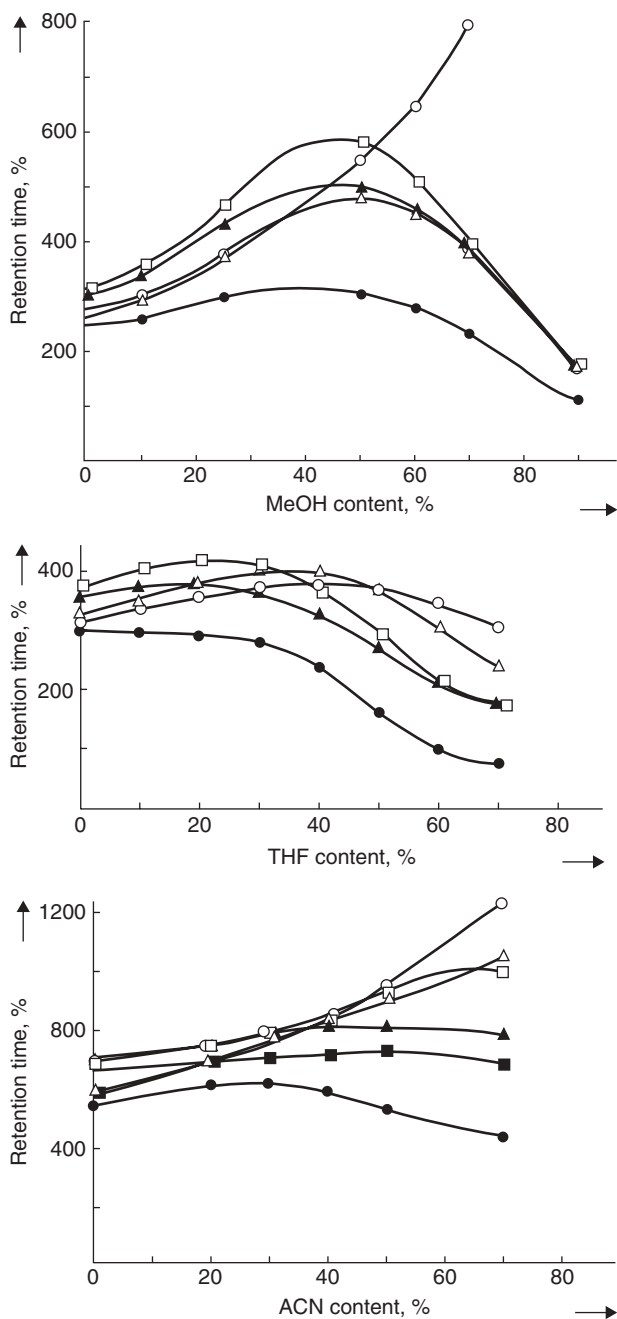 800
600
400
200
Retention time, %
0 20 40 60 80
MeOH content, %
400
200
Retention time, %
0 20 40 60 80
THF content, %
1200
800
400
Retention time, %
0 20 40 60 80
ACN content, %